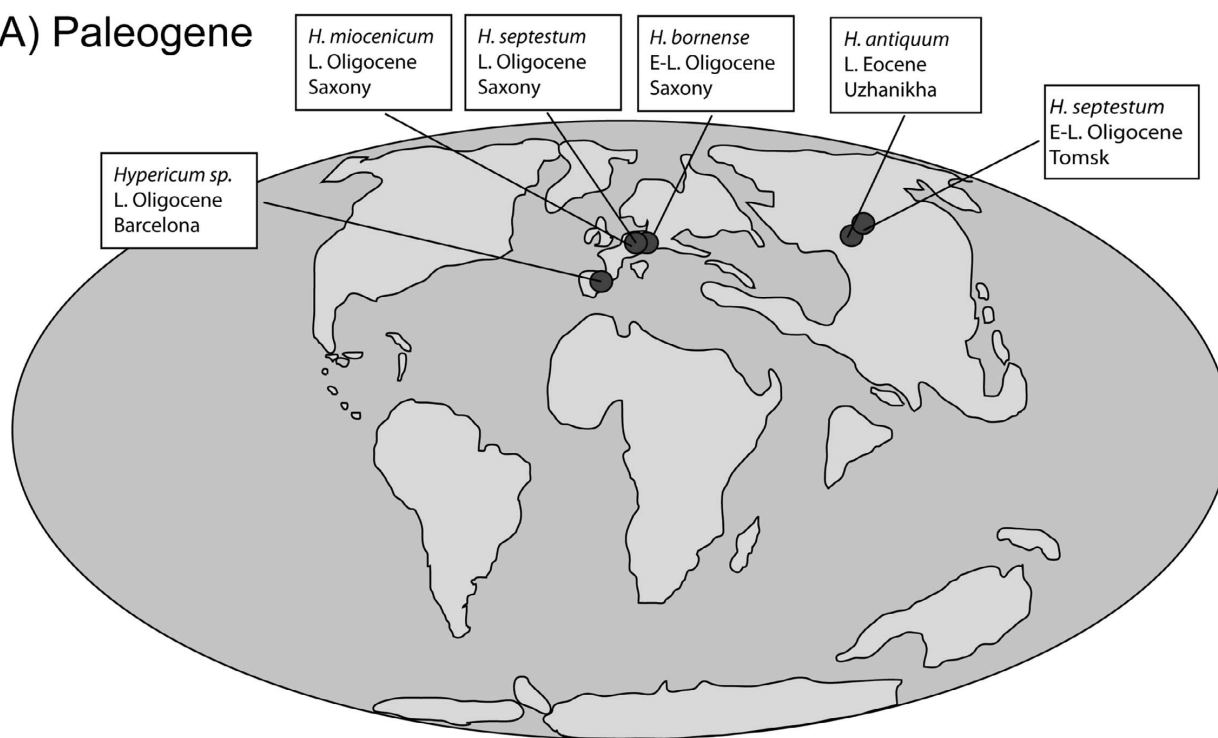 A) Paleogene
H. miocenicum
L. Oligocene
Saxony
H. septestum
L. Oligocene
Saxony
H. bornense
E-L. Oligocene
Saxony
H. antiquum
L. Eocene
Uzhanikha
H. septestum
E-L. Oligocene
Tomsk
Hypericum sp.
L. Oligocene
Barcelona